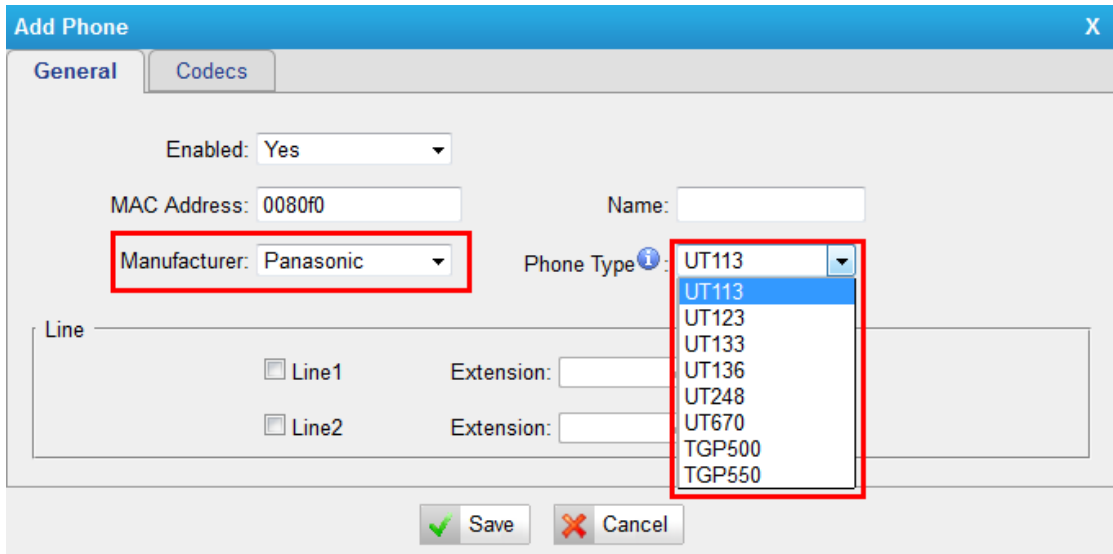 Add Phone X
General Codecs
Enabled: Yes
MAC Address: 0080f0 Name:
Manufacturer: Panasonic Phone Type i : UT113
UT113
UT123
UT133
UT136
UT248
UT670
TGP500
TGP550
Line
Line1 Extension:
Line2 Extension:
Save Cancel